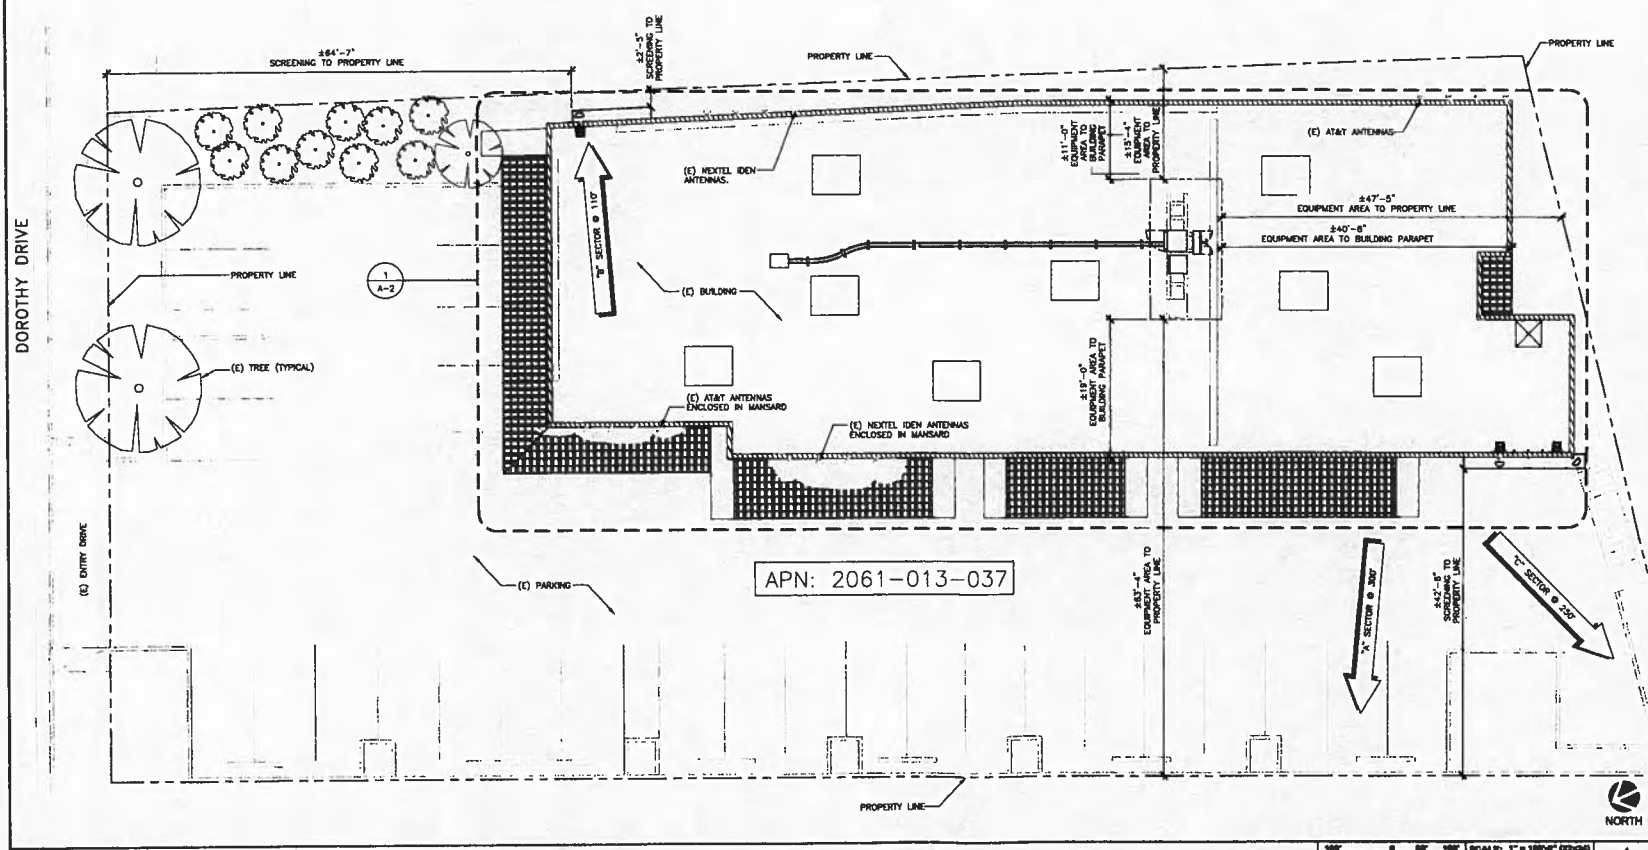 ±64'-7"
SCREENING TO PROPERTY LINE
±2'-5"
SCREENING TO
PROPERTY LINE
PROPERTY LINE
PROPERTY LINE
(E) AT&T ANTENNAS
±11'-0"
EQUIPMENT
AREA TO
BUILDING
PARAPET
±15'-4"
EQUIPMENT
AREA TO
PROPERTY LINE
(E) NEXTEL IDEN
ANTENNAS.
±47'-5"
EQUIPMENT AREA TO PROPERTY LINE
±40'-6"
EQUIPMENT AREA TO BUILDING PARAPET
DOROTHY DRIVE
PROPERTY LINE
1
A-2
"B" SECTOR @ 110°
(E) BUILDING
(E) TREE (TYPICAL)
±19'-0"
EQUIPMENT AREA TO
BUILDING PARAPET
(E) AT&T ANTENNAS
ENCLOSED IN MANSARD
(E) NEXTEL IDEN ANTENNAS
ENCLOSED IN MANSARD
(E) ENTRY DRIVE
(E) PARKING
APN: 2061-013-037
±63'-4"
EQUIPMENT AREA TO
PROPERTY LINE
"A" SECTOR @ 300°
±42'-8"
SCREENING TO
PROPERTY LINE
"C" SECTOR @ 250°
PROPERTY LINE
NORTH